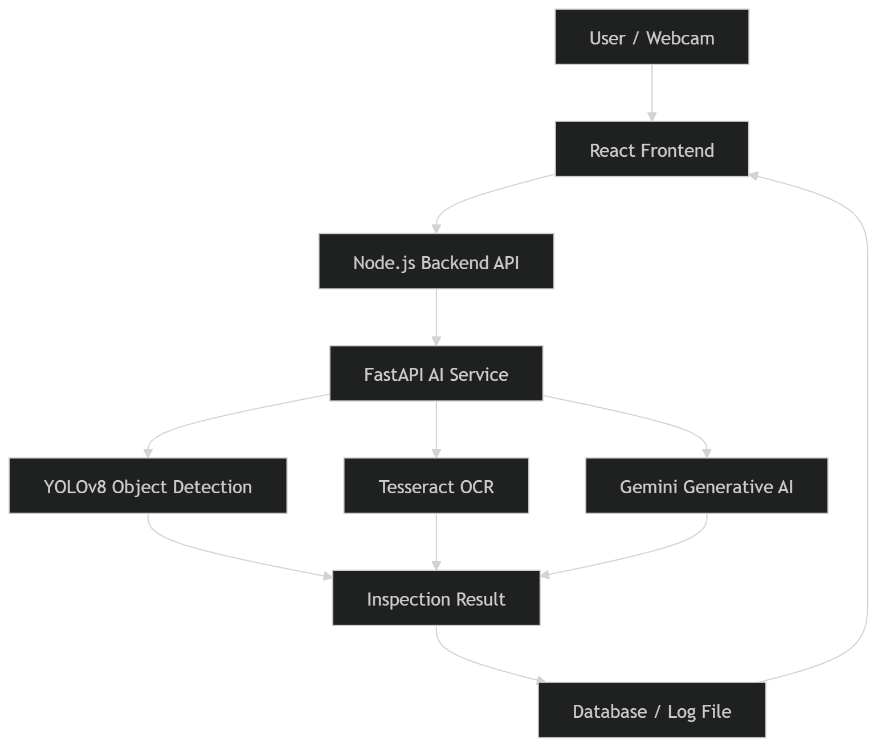 User / Webcam
React Frontend
Node.js Backend API
FastAPI AI Service
YOLOv8 Object Detection
Tesseract OCR
Gemini Generative AI
Inspection Result
Database / Log File